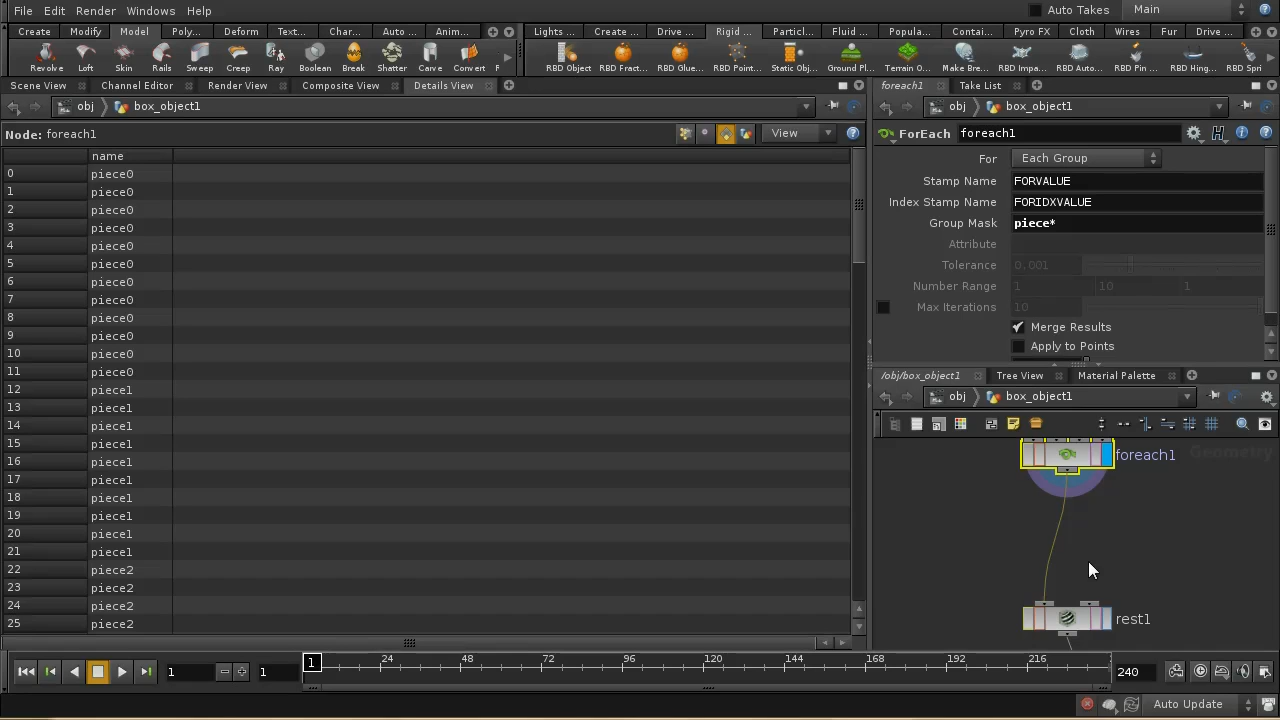 File Edit Render Windows Help Auto Takes Main
Create Modify Model Poly... Deform Text... Char... Auto Anim... Lights ... Create ... Drive ... Rigid ... Particl... Fluid ... Popula... Contai... Pyro FX Cloth Wires Fur Drive ...
Revolve Loft Skin Rails Sweep Creep Ray Boolean Break Shatter Carve Convert RBD Object RBD Fract... RBD Glue... RBD Point... Static Obj... Ground Pl... Terrain O... Make Bre... RBD Impa... RBD Auto... RBD Pin ... RBD Hing... RBD Spri
Scene View Channel Editor Render View Composite View Details View
obj box_object1
Node: foreach1 View
name
0 piece0
1 piece0
2 piece0
3 piece0
4 piece0
5 piece0
6 piece0
7 piece0
8 piece0
9 piece0
10 piece0
11 piece0
12 piece1
13 piece1
14 piece1
15 piece1
16 piece1
17 piece1
18 piece1
19 piece1
20 piece1
21 piece1
22 piece2
23 piece2
24 piece2
25 piece2
foreach1 Take List
obj box_object1
ForEach foreach1
For Each Group
Stamp Name FORVALUE
Index Stamp Name FORIDXVALUE
Group Mask piece*
Attribute
Tolerance 0.001
Number Range 1 10 1
Max Iterations 10
Merge Results
Apply to Points
/obj/box_object1 Tree View Material Palette
obj box_object1
Geometry
foreach1
rest1
1 1 1 24 48 72 96 120 144 168 192 216 240
Auto Update